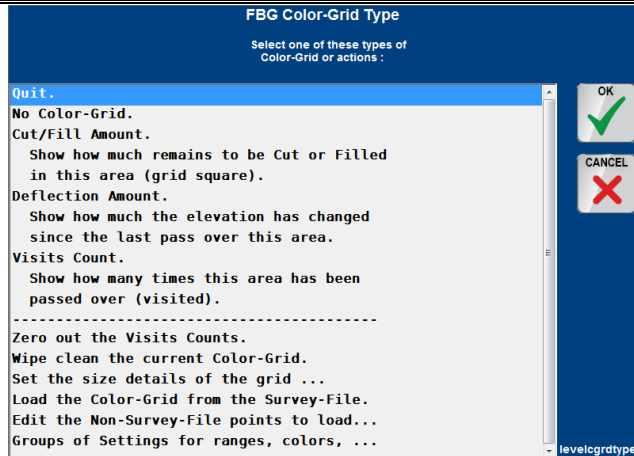 FBG Color-Grid Type
Select one of these types of
Color-Grid or actions :
Quit.
No Color-Grid.
Cut/Fill Amount.
Show how much remains to be Cut or Filled
in this area (grid square).
Deflection Amount.
Show how much the elevation has changed
since the last pass over this area.
Visits Count.
Show how many times this area has been
passed over (visited).
------------------------------------------
Zero out the Visits Counts.
Wipe clean the current Color-Grid.
Set the size details of the grid ...
Load the Color-Grid from the Survey-File.
Edit the Non-Survey-File points to load...
Groups of Settings for ranges, colors, ...
OK
CANCEL
levelcgrdtype